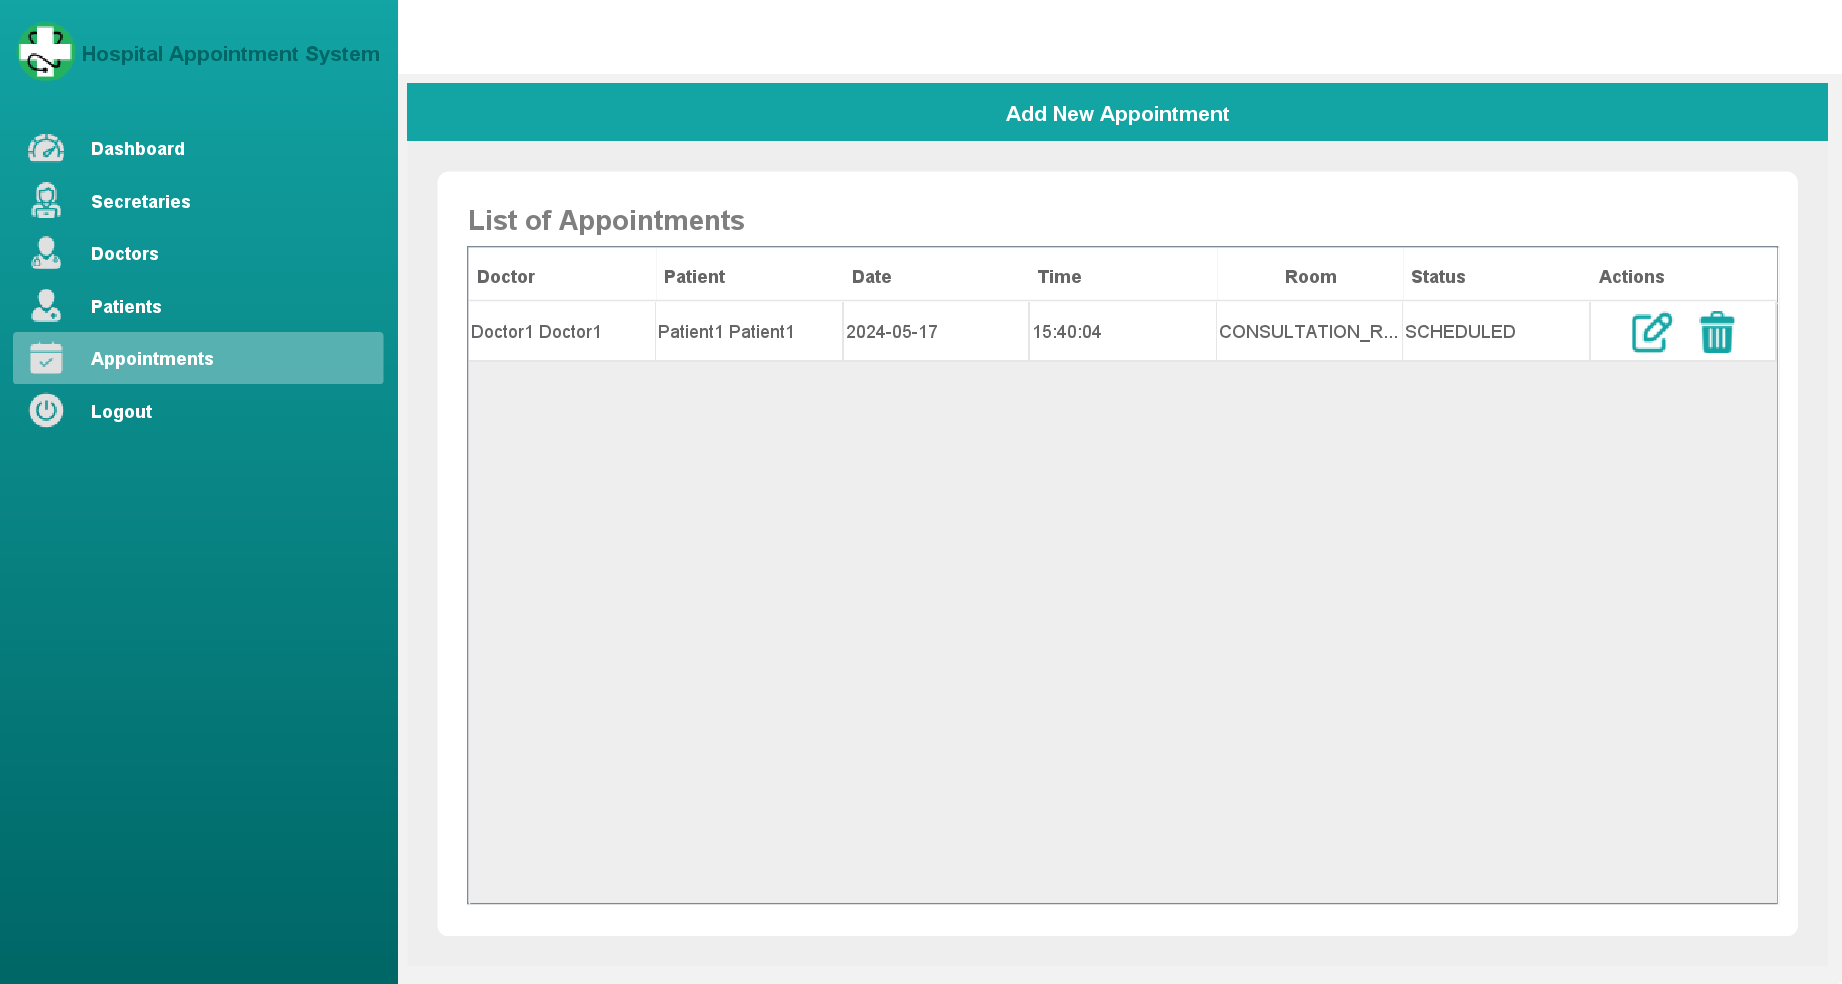 Hospital Appointment System
Dashboard
Secretaries
Doctors
Patients
Appointments
Logout
Add New Appointment
List of Appointments
Doctor Patient Date Time Room Status Actions
Doctor1 Doctor1 Patient1 Patient1 2024-05-17 15:40:04 CONSULTATION_R... SCHEDULED